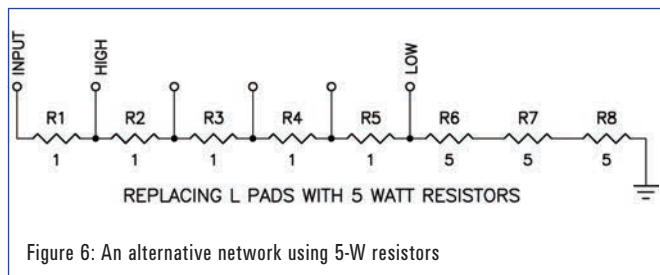 INPUT
HIGH
LOW
R1 R2 R3 R4 R5 R6 R7 R8
1 1 1 1 1 5 5 5
REPLACING L PADS WITH 5 WATT RESISTORS
Figure 6: An alternative network using 5-W resistors